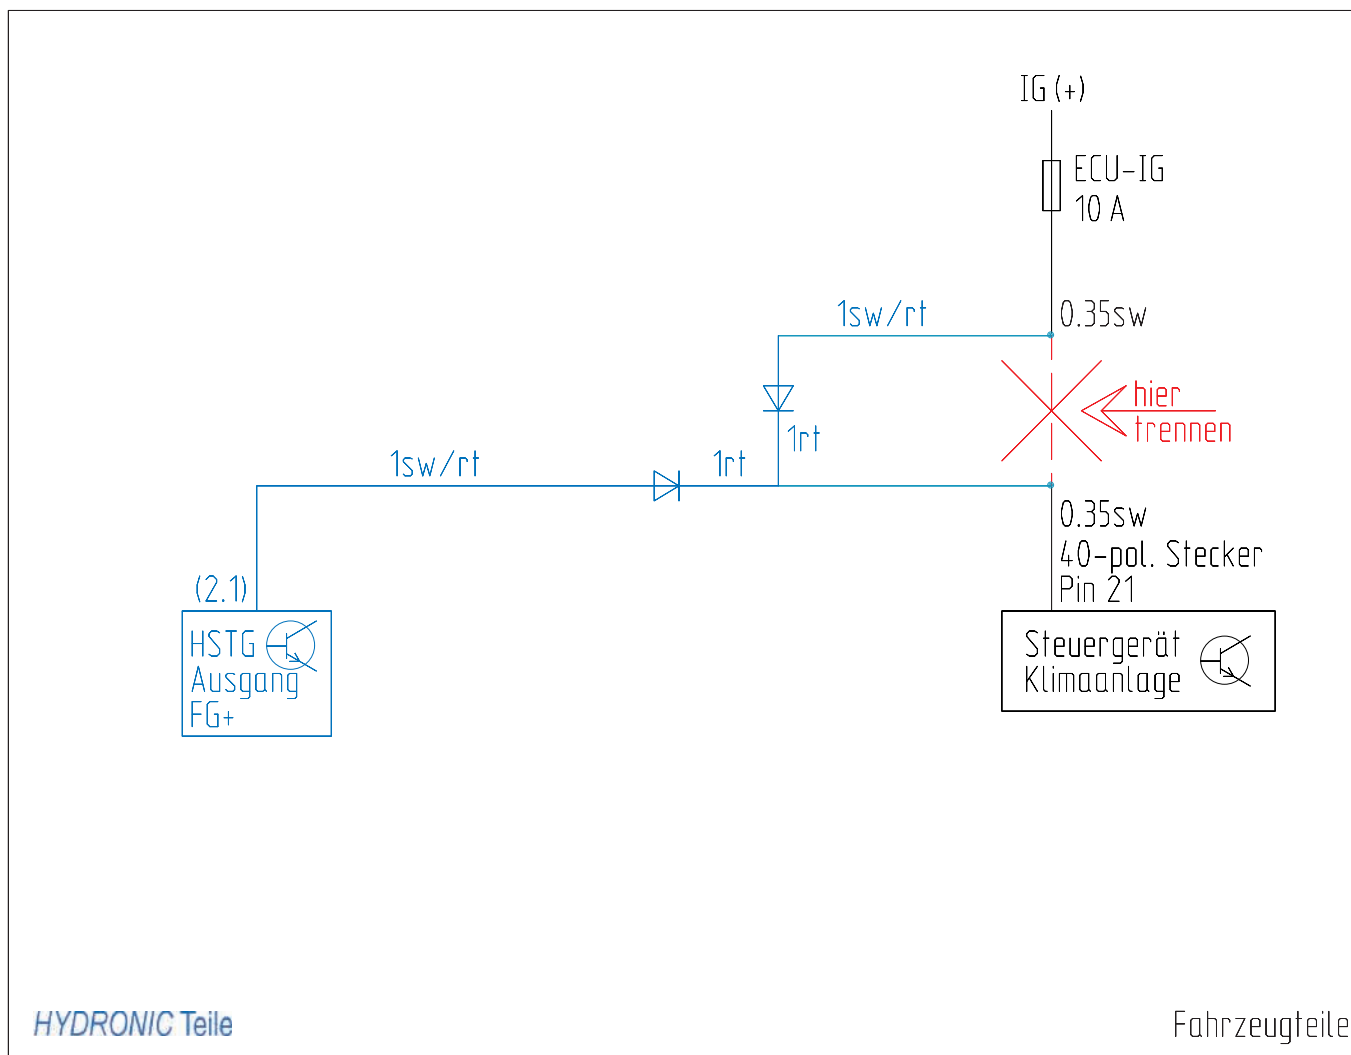 IG (+)
ECU-IG
10 A
1sw/rt
0.35sw
hier
trennen
1rt
1sw/rt
1rt
0.35sw
40-pol. Stecker
Pin 21
(2.1)
HSTG
Ausgang
FG+
Steuergerät
Klimaanlage
HYDRONIC Teile
Fahrzeugteile